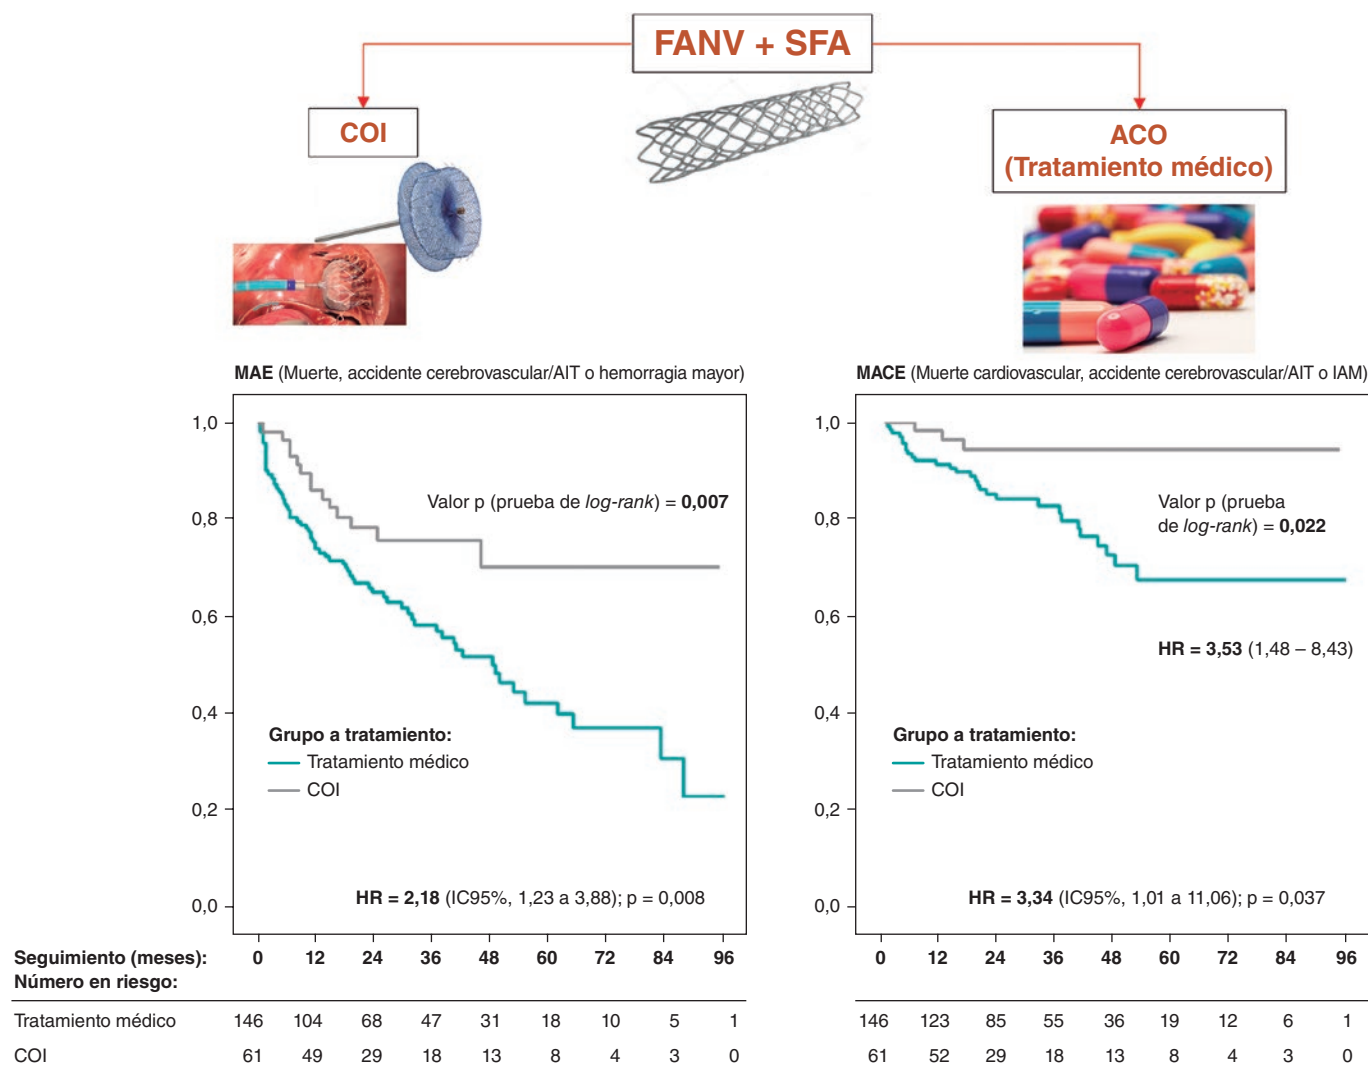 FANV + SFA
COI
ACO
(Tratamiento médico)
MAE (Muerte, accidente cerebrovascular/AIT o hemorragia mayor)
1,0
0,8
0,6
0,4
0,2
0,0
Valor p (prueba de log-rank) = 0,007
Grupo a tratamiento:
Tratamiento médico
COI
HR = 2,18 (IC95%, 1,23 a 3,88); p = 0,008
MACE (Muerte cardiovascular, accidente cerebrovascular/AIT o IAM)
1,0
0,8
0,6
0,4
0,2
0,0
Valor p (prueba
de log-rank) = 0,022
HR = 3,53 (1,48 – 8,43)
Grupo a tratamiento:
Tratamiento médico
COI
HR = 3,34 (IC95%, 1,01 a 11,06); p = 0,037
Seguimiento (meses): 0 12 24 36 48 60 72 84 96 0 12 24 36 48 60 72 84 96
Número en riesgo:
Tratamiento médico 146 104 68 47 31 18 10 5 1 146 123 85 55 36 19 12 6 1
COI 61 49 29 18 13 8 4 3 0 61 52 29 18 13 8 4 3 0